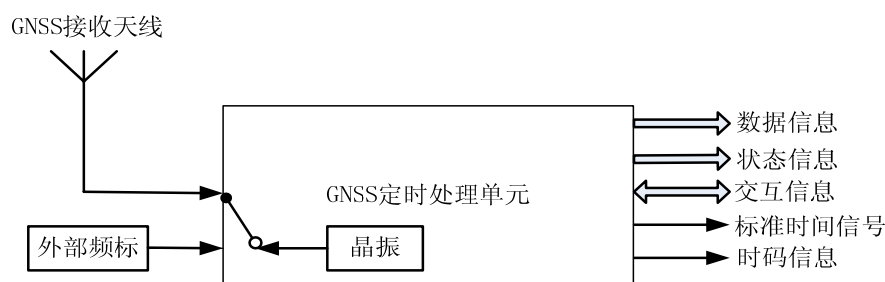 GNSS接收天线
数据信息
状态信息
GNSS定时处理单元
交互信息
标准时间信号
外部频标
晶振
时码信息